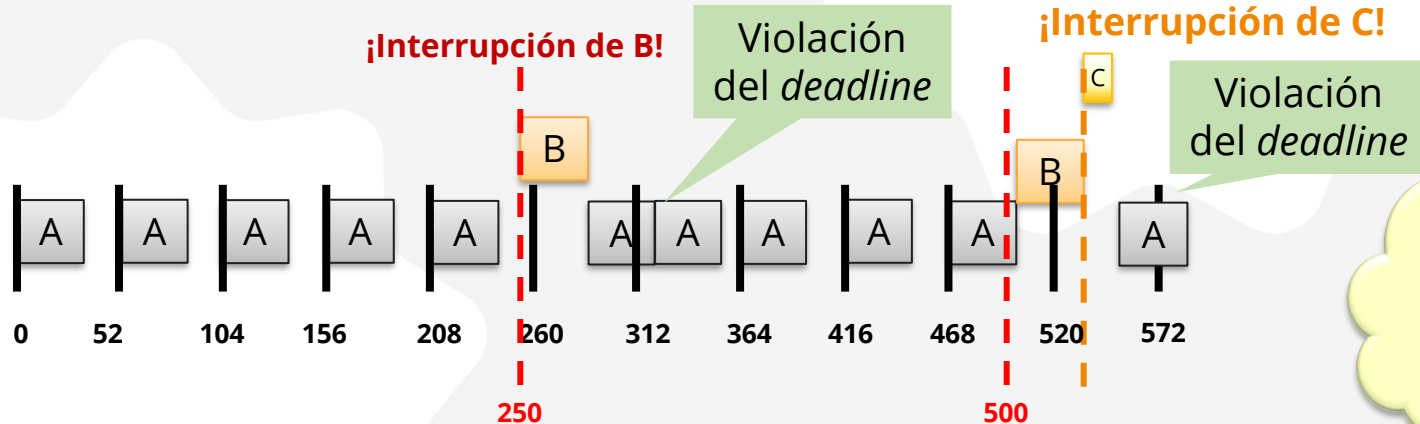 ¡Interrupción de B!
Violación
del deadline
¡Interrupción de C!
C
Violación
del deadline
B
B
A
A
A
A
A
A
A
A
A
A
A
0
52
104
156
208
260
312
364
416
468
520
572
250
500